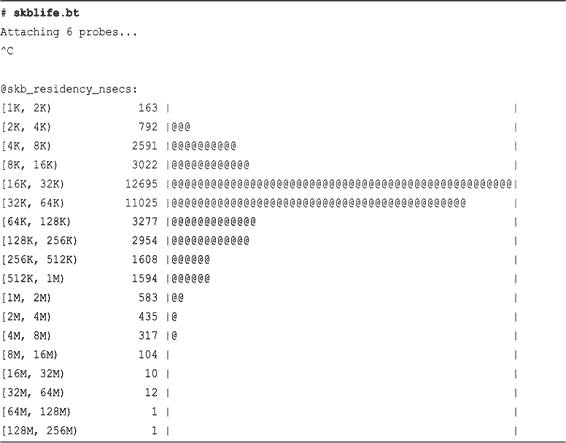 # skblife.bt
Attaching 6 probes...
^C
@skb_residency_nsecs:
[1K, 2K)             163 |                                                    |
[2K, 4K)             792 |@@@                                                 |
[4K, 8K)            2591 |@@@@@@@@@@                                          |
[8K, 16K)           3022 |@@@@@@@@@@@@                                        |
[16K, 32K)         12695 |@@@@@@@@@@@@@@@@@@@@@@@@@@@@@@@@@@@@@@@@@@@@@@@@@@@@|
[32K, 64K)         11025 |@@@@@@@@@@@@@@@@@@@@@@@@@@@@@@@@@@@@@@@@@@@@@       |
[64K, 128K)         3277 |@@@@@@@@@@@@@                                       |
[128K, 256K)        2954 |@@@@@@@@@@@@                                        |
[256K, 512K)        1608 |@@@@@@                                              |
[512K, 1M)          1594 |@@@@@@                                              |
[1M, 2M)             583 |@@                                                  |
[2M, 4M)             435 |@                                                   |
[4M, 8M)             317 |@                                                   |
[8M, 16M)            104 |                                                    |
[16M, 32M)            10 |                                                    |
[32M, 64M)            12 |                                                    |
[64M, 128M)            1 |                                                    |
[128M, 256M)           1 |                                                    |